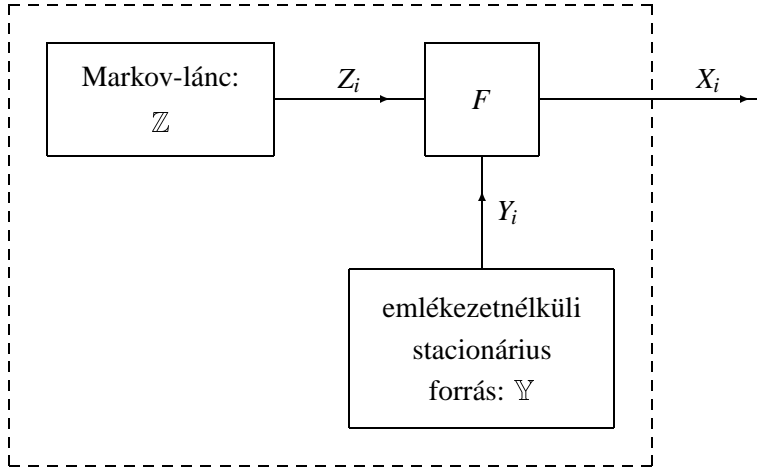 Markov-lánc:
ℤ
Z_i
F
X_i
Y_i
emlékezetnélküli
stacionárius
forrás: 𝕐